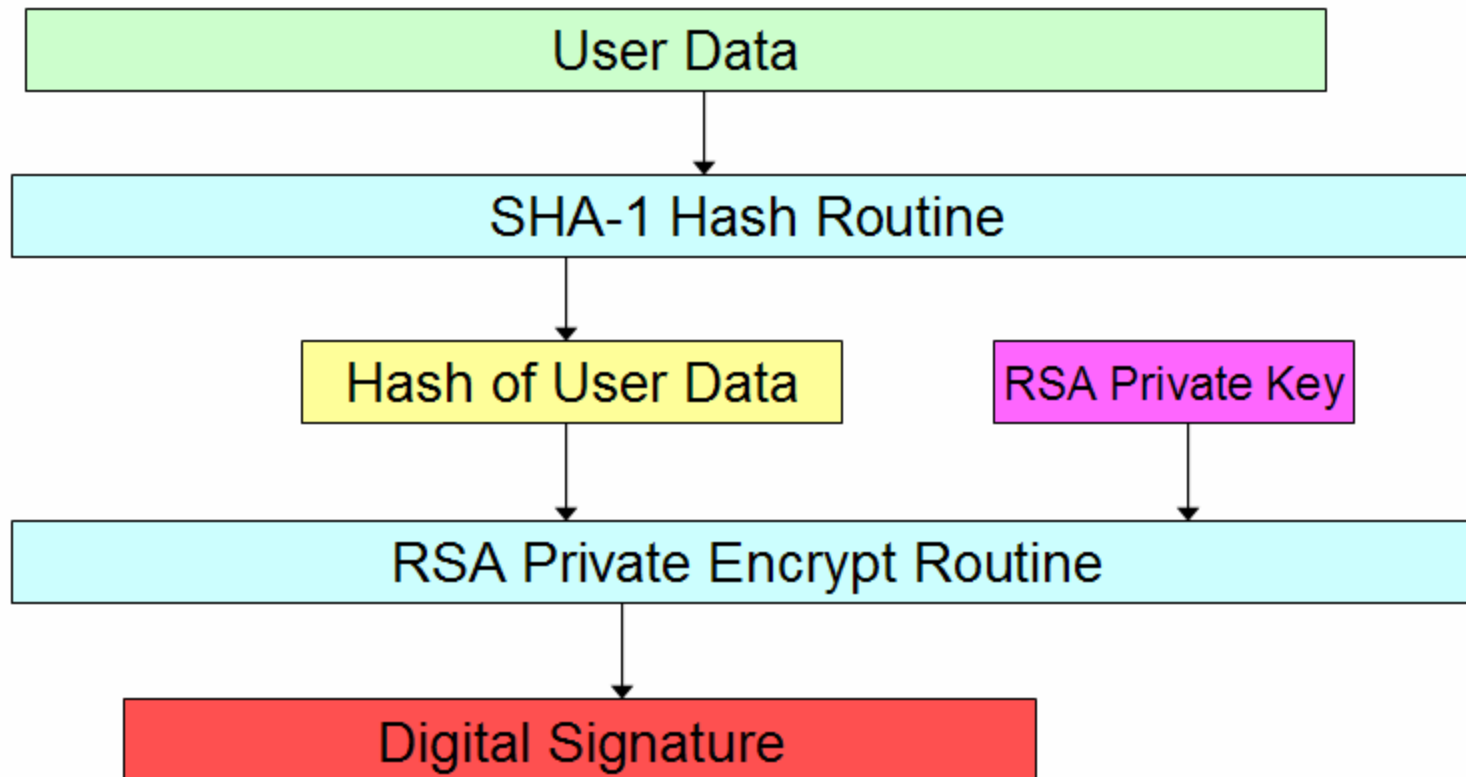 User Data
SHA-1 Hash Routine
Hash of User Data
RSA Private Key
RSA Private Encrypt Routine
Digital Signature